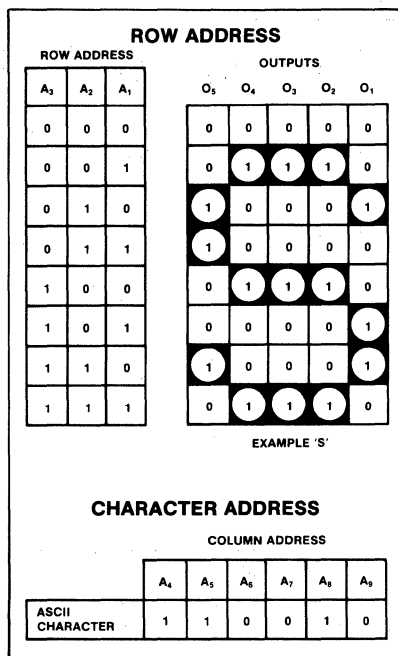 ROW ADDRESS
ROW ADDRESS
OUTPUTS
A3 A2 A1 O5 O4 O3 O2 O1
0 0 0 0 0 0 0 0
0 0 1 0 1 1 1 0
0 1 0 1 0 0 0 1
0 1 1 1 0 0 0 0
1 0 0 0 1 1 1 0
1 0 1 0 0 0 0 1
1 1 0 1 0 0 0 1
1 1 1 0 1 1 1 0
EXAMPLE 'S'
CHARACTER ADDRESS
COLUMN ADDRESS
A4 A5 A6 A7 A8 A9
ASCII
CHARACTER 1 1 0 0 1 0